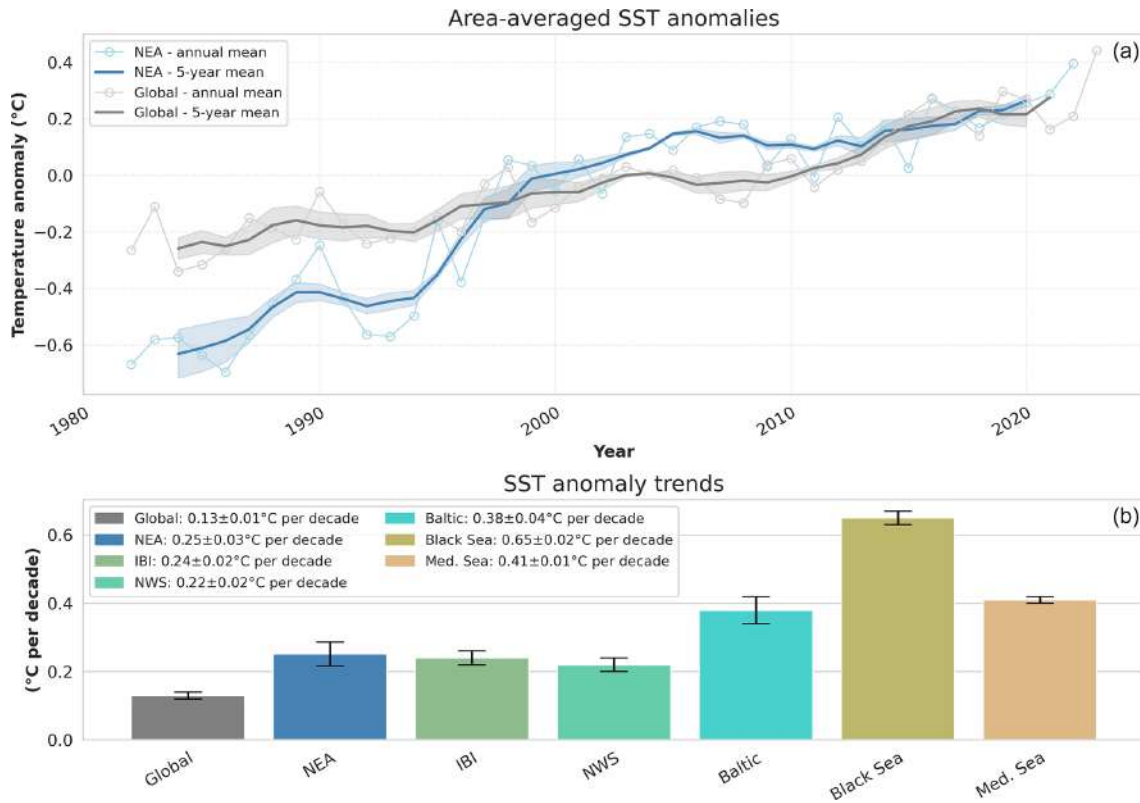 Area-averaged SST anomalies
(a)
NEA - annual mean
NEA - 5-year mean
Global - annual mean
Global - 5-year mean
Temperature anomaly (°C)
0.4
0.2
0.0
−0.2
−0.4
−0.6
1980
1990
2000
2010
2020
Year
SST anomaly trends
(b)
Global: 0.13±0.01°C per decade
NEA: 0.25±0.03°C per decade
IBI: 0.24±0.02°C per decade
NWS: 0.22±0.02°C per decade
Baltic: 0.38±0.04°C per decade
Black Sea: 0.65±0.02°C per decade
Med. Sea: 0.41±0.01°C per decade
(°C per decade)
0.6
0.4
0.2
0.0
Global
NEA
IBI
NWS
Baltic
Black Sea
Med. Sea